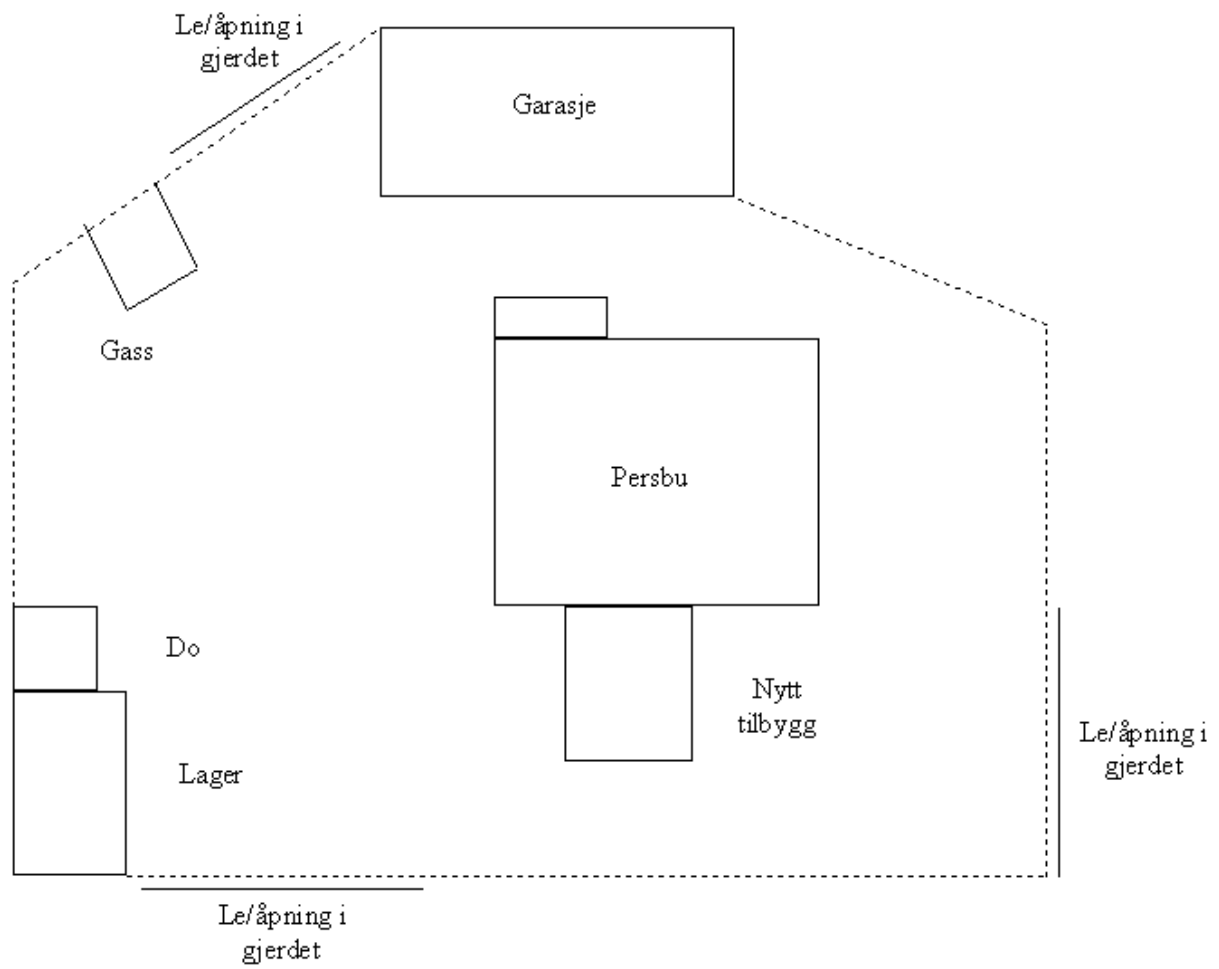 Le/åpning i
gjerdet
Garasje
Gass
Persbu
Do
Nytt
tilbygg
Lager
Le/åpning i
gjerdet
Le/åpning i
gjerdet